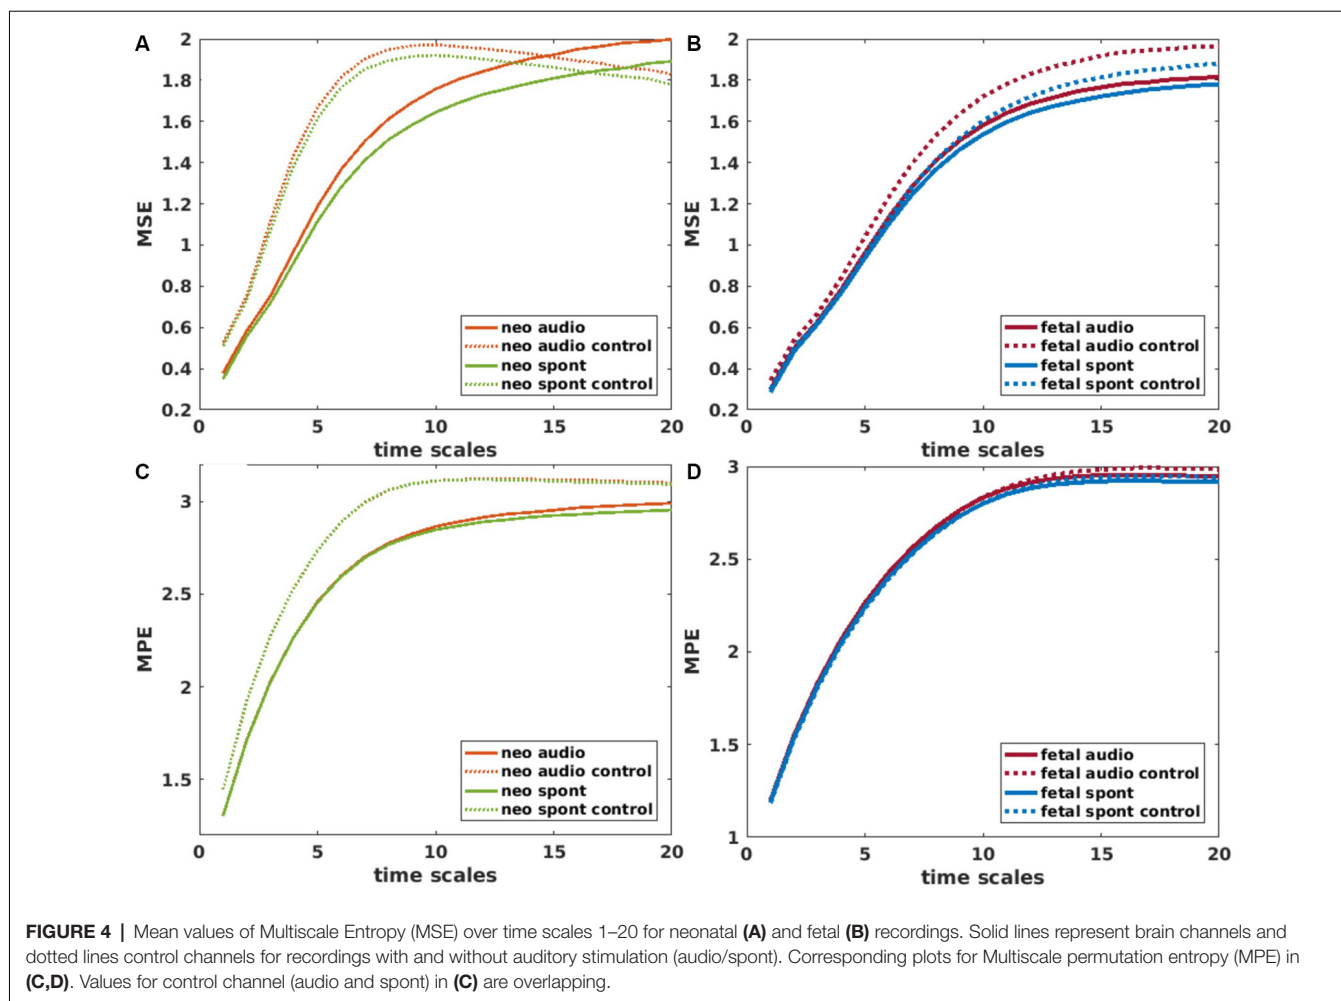 A
2
1.8
1.6
1.4
1.2
1
0.8
0.6
0.4
0.2
MSE
0 5 10 15 20
time scales
neo audio
neo audio control
neo spont
neo spont control
B
2
1.8
1.6
1.4
1.2
1
0.8
0.6
0.4
0.2
MSE
0 5 10 15 20
time scales
fetal audio
fetal audio control
fetal spont
fetal spont control
C
3
2.5
2
1.5
MPE
0 5 10 15 20
time scales
neo audio
neo audio control
neo spont
neo spont control
D
3
2.5
2
1.5
1
MPE
0 5 10 15 20
time scales
fetal audio
fetal audio control
fetal spont
fetal spont control
FIGURE 4 | Mean values of Multiscale Entropy (MSE) over time scales 1–20 for neonatal (A) and fetal (B) recordings. Solid lines represent brain channels and
dotted lines control channels for recordings with and without auditory stimulation (audio/spont). Corresponding plots for Multiscale permutation entropy (MPE) in
(C,D). Values for control channel (audio and spont) in (C) are overlapping.